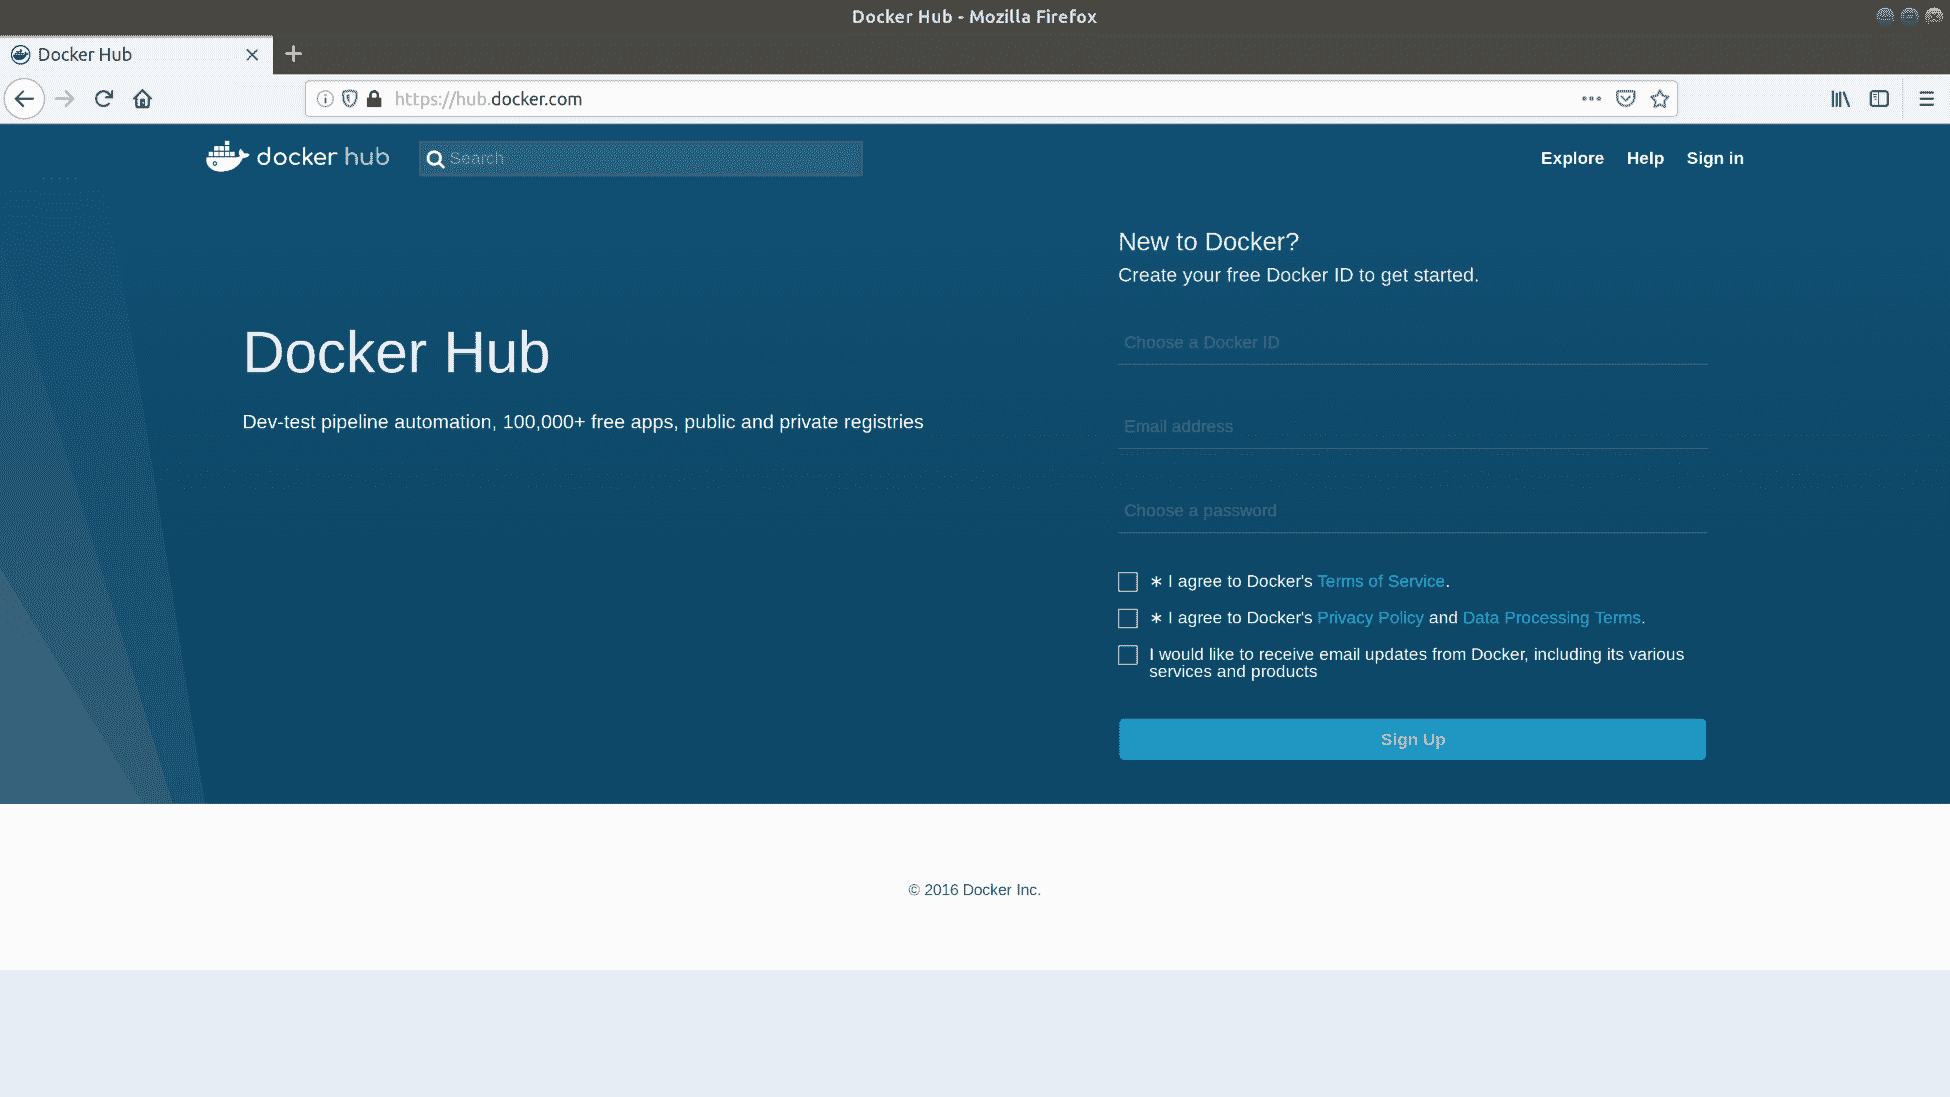 Docker Hub - Mozilla Firefox
Docker Hub
https://hub.docker.com
docker hub
Search
Explore
Help
Sign in
New to Docker?
Create your free Docker ID to get started.
Docker Hub
Dev-test pipeline automation, 100,000+ free apps, public and private registries
Choose a Docker ID
Email address
Choose a password
∗ I agree to Docker's Terms of Service.
∗ I agree to Docker's Privacy Policy and Data Processing Terms.
I would like to receive email updates from Docker, including its various
services and products
Sign Up
© 2016 Docker Inc.